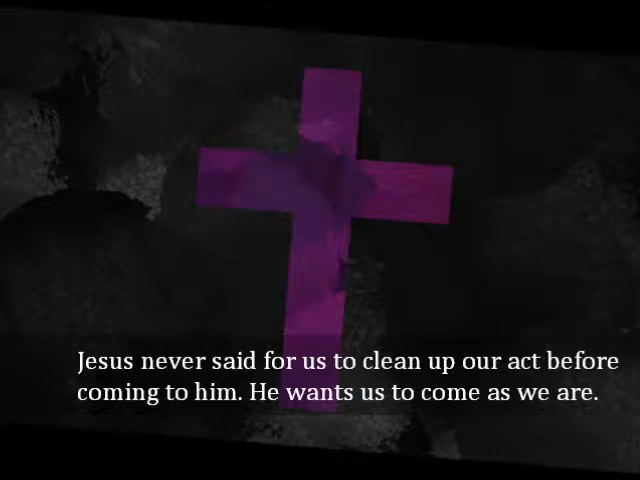 Jesus never said for us to clean up our act before
coming to him. He wants us to come as we are.